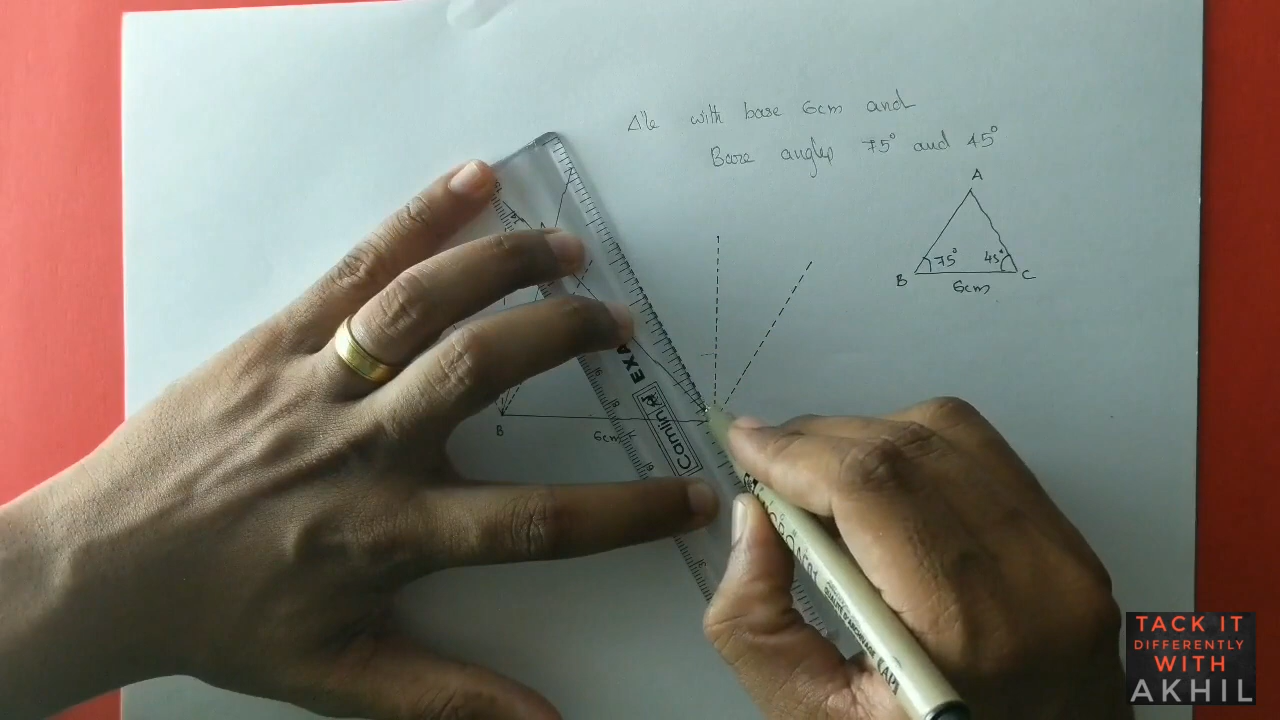 Δle with base 6cm and
Base angles 75° and 45°
A
75° 45°
B C
6cm
A
B
6cm
Camlin EXA
TACK IT
DIFFERENTLY
WITH
AKHIL